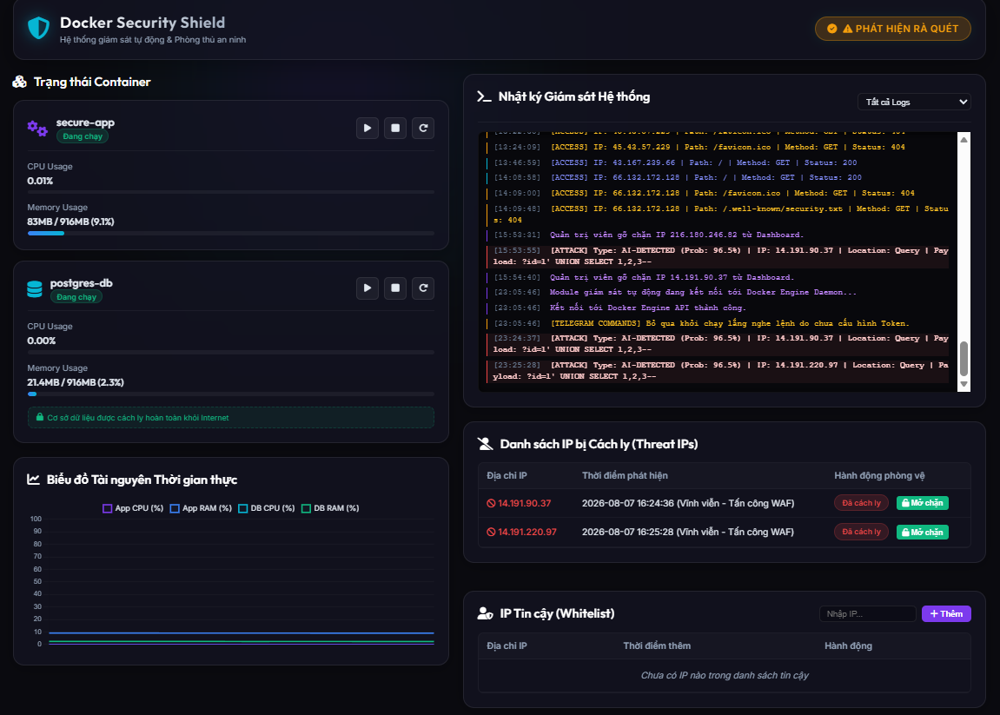 Docker Security Shield
Hệ thống giám sát tự động & Phòng thủ an ninh
PHÁT HIỆN RÀ QUÉT
Trạng thái Container
secure-app
Đang chạy
CPU Usage
0.01%
Memory Usage
83MB / 916MB (9.1%)
postgres-db
Đang chạy
CPU Usage
0.00%
Memory Usage
21.4MB / 916MB (2.3%)
Cơ sở dữ liệu được cách ly hoàn toàn khỏi Internet
Biểu đồ Tài nguyên Thời gian thực
App CPU (%) App RAM (%) DB CPU (%) DB RAM (%)
100
90
80
70
60
50
40
30
20
10
0
Nhật ký Giám sát Hệ thống
Tất cả Logs
[13:24:09] [ACCESS] IP: 45.43.57.229 | Path: /favicon.ico | Method: GET | Status: 404
[13:46:59] [ACCESS] IP: 43.167.239.66 | Path: / | Method: GET | Status: 200
[14:08:58] [ACCESS] IP: 66.132.172.128 | Path: / | Method: GET | Status: 200
[14:09:00] [ACCESS] IP: 66.132.172.128 | Path: /favicon.ico | Method: GET | Status: 404
[14:09:48] [ACCESS] IP: 66.132.172.128 | Path: /.well-known/security.txt | Method: GET | Statu
s: 404
[15:53:31] Quản trị viên gỡ chặn IP 216.180.246.82 từ Dashboard.
[15:53:55] [ATTACK] Type: AI-DETECTED (Prob: 96.5%) | IP: 14.191.90.37 | Location: Query | Pay
load: ?id=1' UNION SELECT 1,2,3--
[15:54:40] Quản trị viên gỡ chặn IP 14.191.90.37 từ Dashboard.
[23:05:46] Module giám sát tự động đang kết nối tới Docker Engine Daemon...
[23:05:46] Kết nối tới Docker Engine API thành công.
[23:05:46] [TELEGRAM COMMANDS] Bỏ qua khởi chạy lắng nghe lệnh do chưa cấu hình Token.
[23:24:37] [ATTACK] Type: AI-DETECTED (Prob: 96.5%) | IP: 14.191.90.37 | Location: Query | Pay
load: ?id=1' UNION SELECT 1,2,3--
[23:25:28] [ATTACK] Type: AI-DETECTED (Prob: 96.5%) | IP: 14.191.220.97 | Location: Query | Pa
yload: ?id=1' UNION SELECT 1,2,3--
Danh sách IP bị Cách ly (Threat IPs)
Địa chỉ IP Thời điểm phát hiện Hành động phòng vệ
14.191.90.37 2026-08-07 16:24:36 (Vĩnh viễn - Tấn công WAF) Đã cách ly Mở chặn
14.191.220.97 2026-08-07 16:25:28 (Vĩnh viễn - Tấn công WAF) Đã cách ly Mở chặn
IP Tin cậy (Whitelist)
Nhập IP...
+ Thêm
Địa chỉ IP Thời điểm thêm Hành động
Chưa có IP nào trong danh sách tin cậy